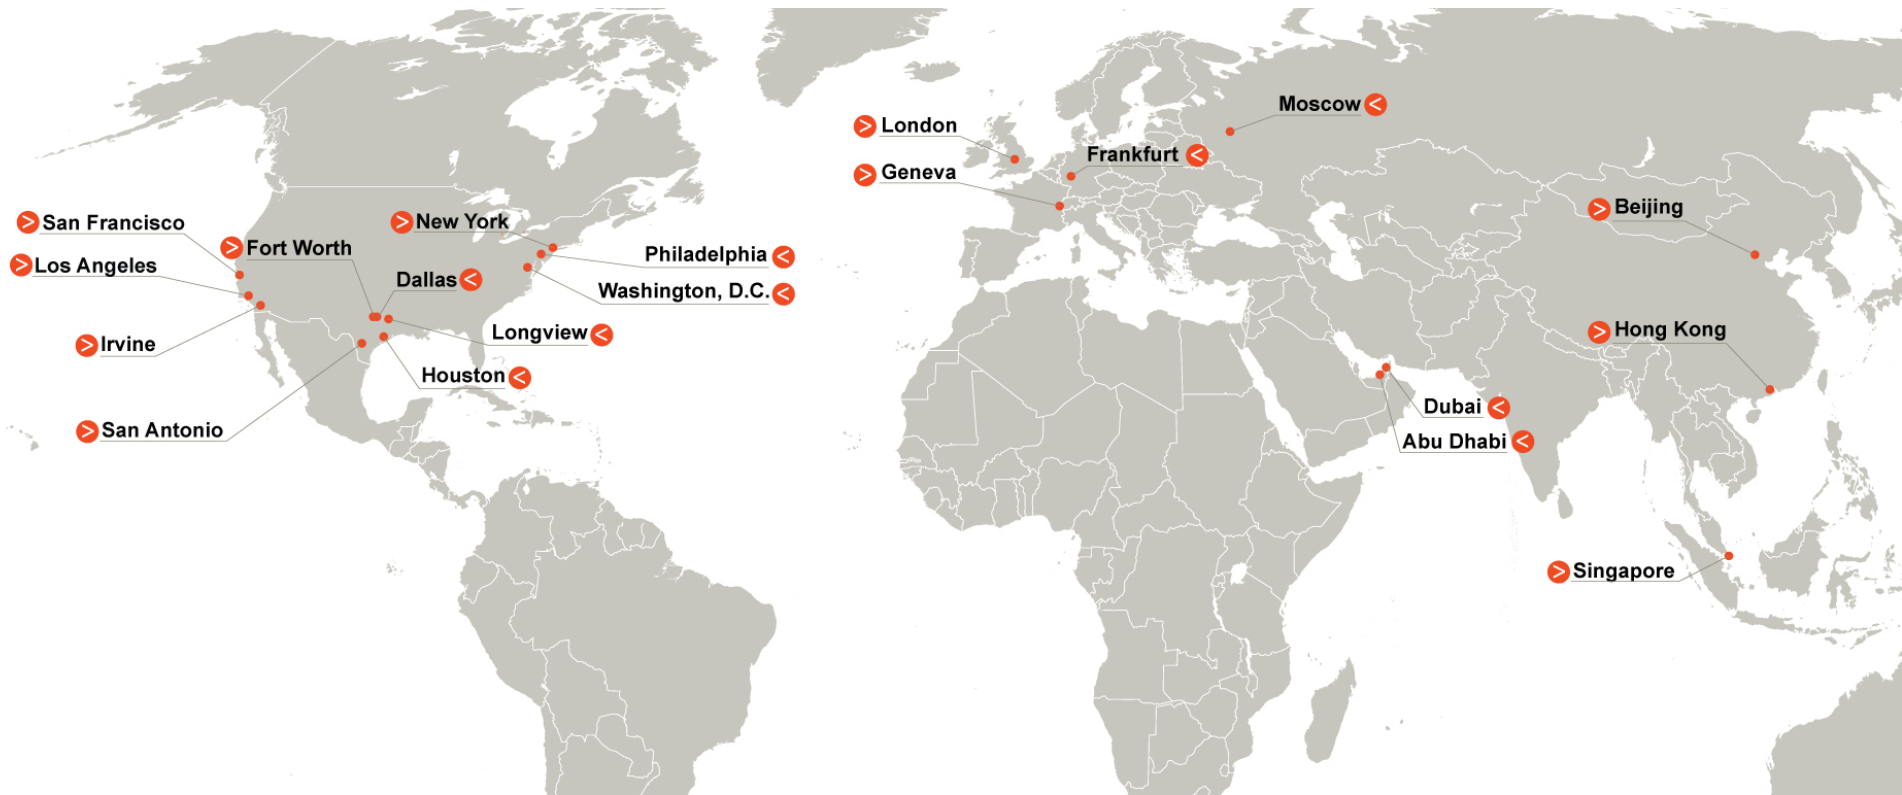 Moscow
London
Frankfurt
Geneva
Beijing
San Francisco
New York
Fort Worth
Philadelphia
Los Angeles
Dallas
Washington, D.C.
Hong Kong
Longview
Irvine
Houston
Dubai
San Antonio
Abu Dhabi
Singapore